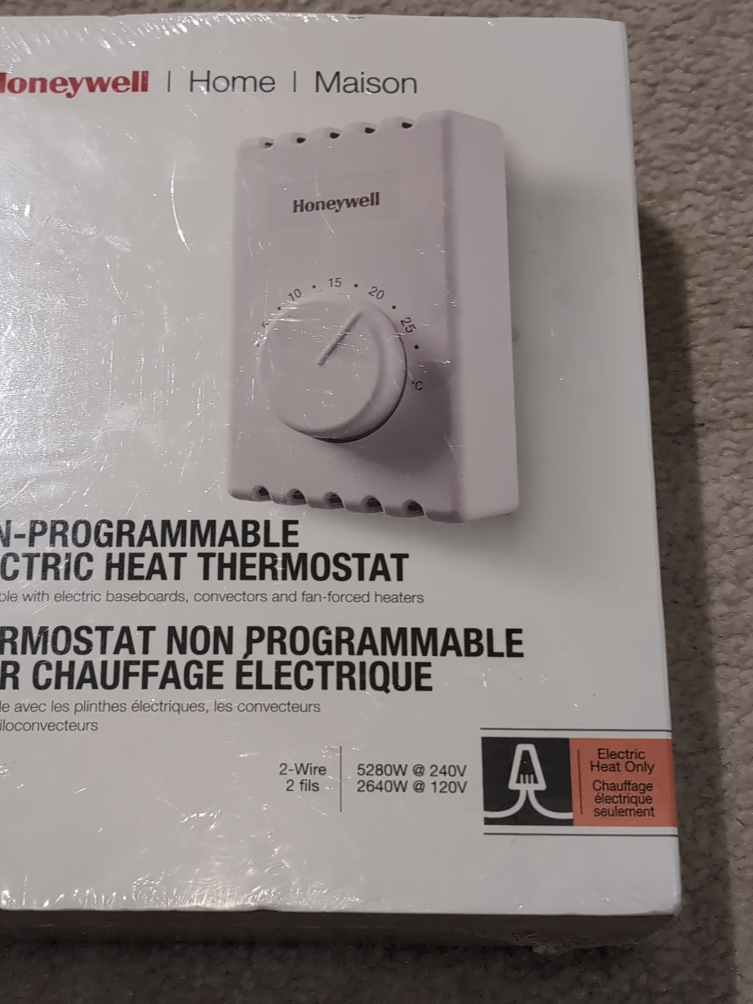 Honeywell | Home | Maison
Honeywell
5 • 10 • 15 • 20 • 25 •
°C
N-PROGRAMMABLE
CTRIC HEAT THERMOSTAT
ble with electric baseboards, convectors and fan-forced heaters
RMOSTAT NON PROGRAMMABLE
R CHAUFFAGE ÉLECTRIQUE
le avec les plinthes électriques, les convecteurs
iloconvecteurs
2-Wire
2 fils
5280W @ 240V
2640W @ 120V
Electric
Heat Only
Chauffage
électrique
seulement